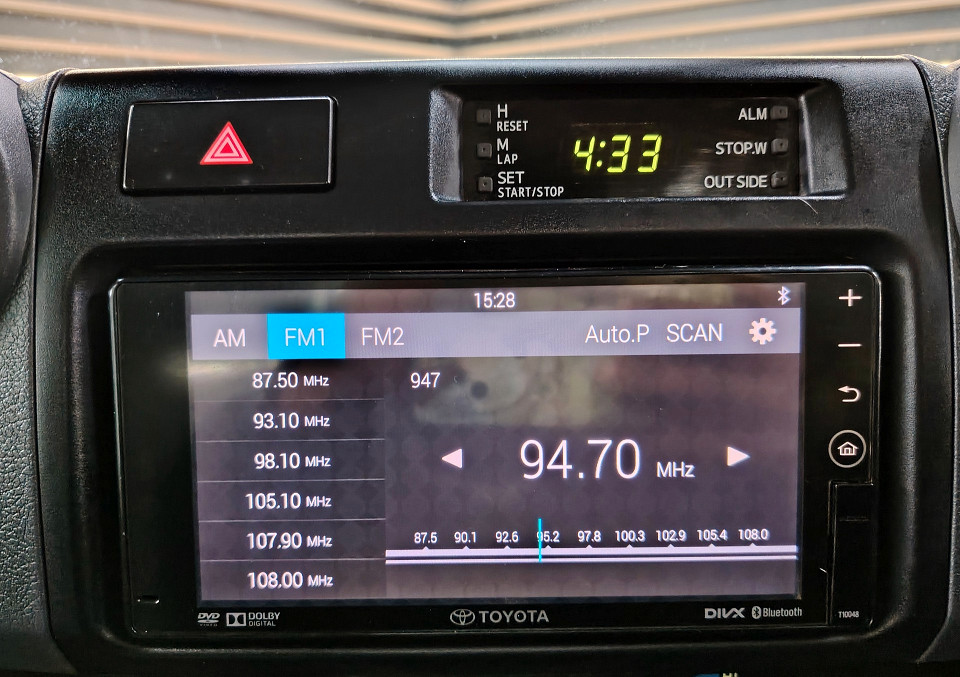 H
RESET
M
LAP
SET
START/STOP
4:33
ALM
STOP.W
OUT SIDE
15:28
AM FM1 FM2 Auto.P SCAN
87.50 MHz
93.10 MHz
98.10 MHz
105.10 MHz
107.90 MHz
108.00 MHz
947
94.70 MHz
87.5 90.1 92.6 95.2 97.8 100.3 102.9 105.4 108.0
DVD VIDEO
DOLBY DIGITAL
TOYOTA
DIVX
Bluetooth
T10048